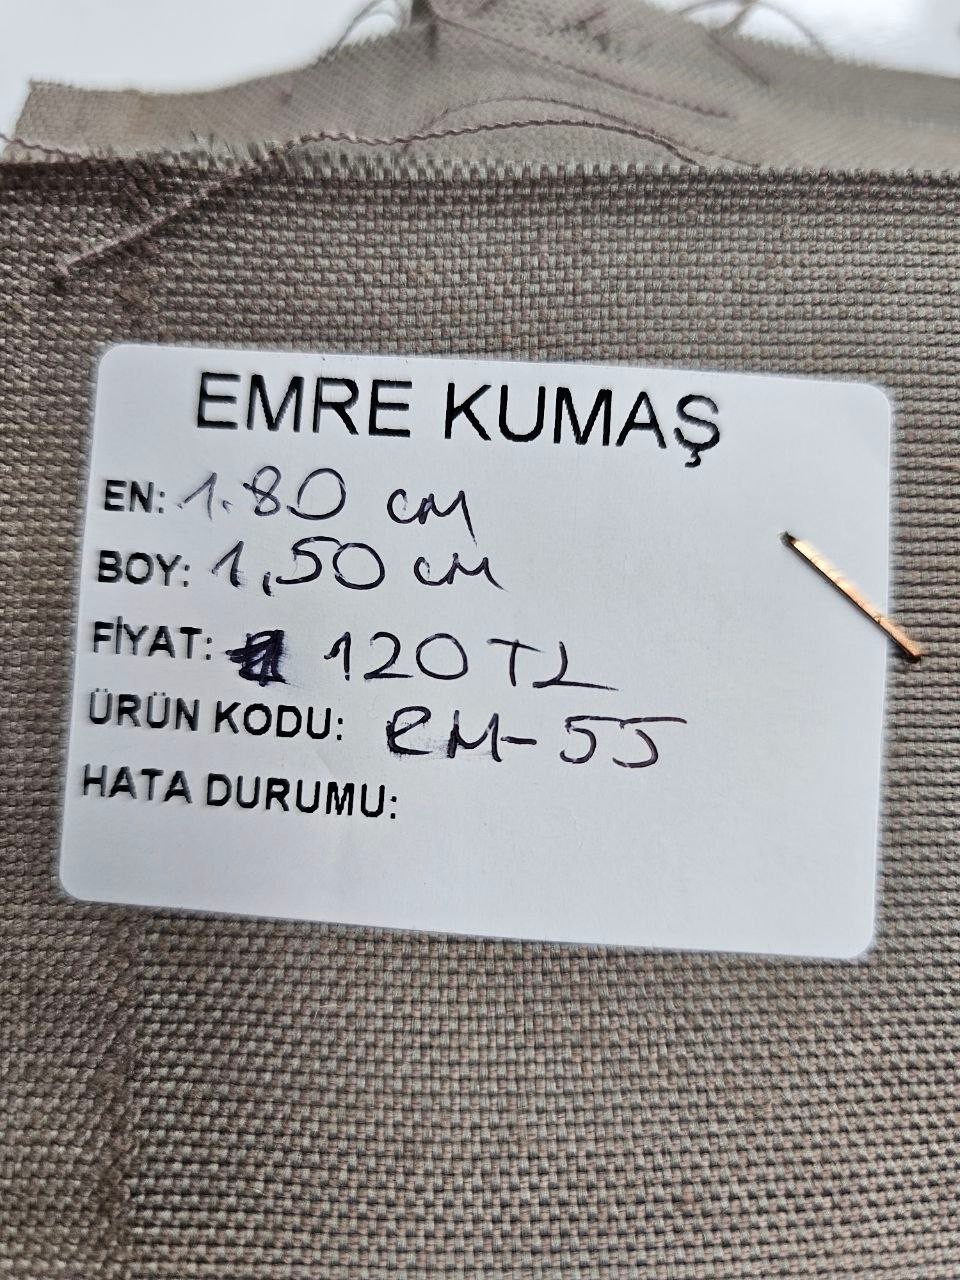 EMRE KUMAŞ
EN: 1.80 cm
BOY: 1,50 cm
FİYAT: 120 TL
ÜRÜN KODU: RM-55
HATA DURUMU: